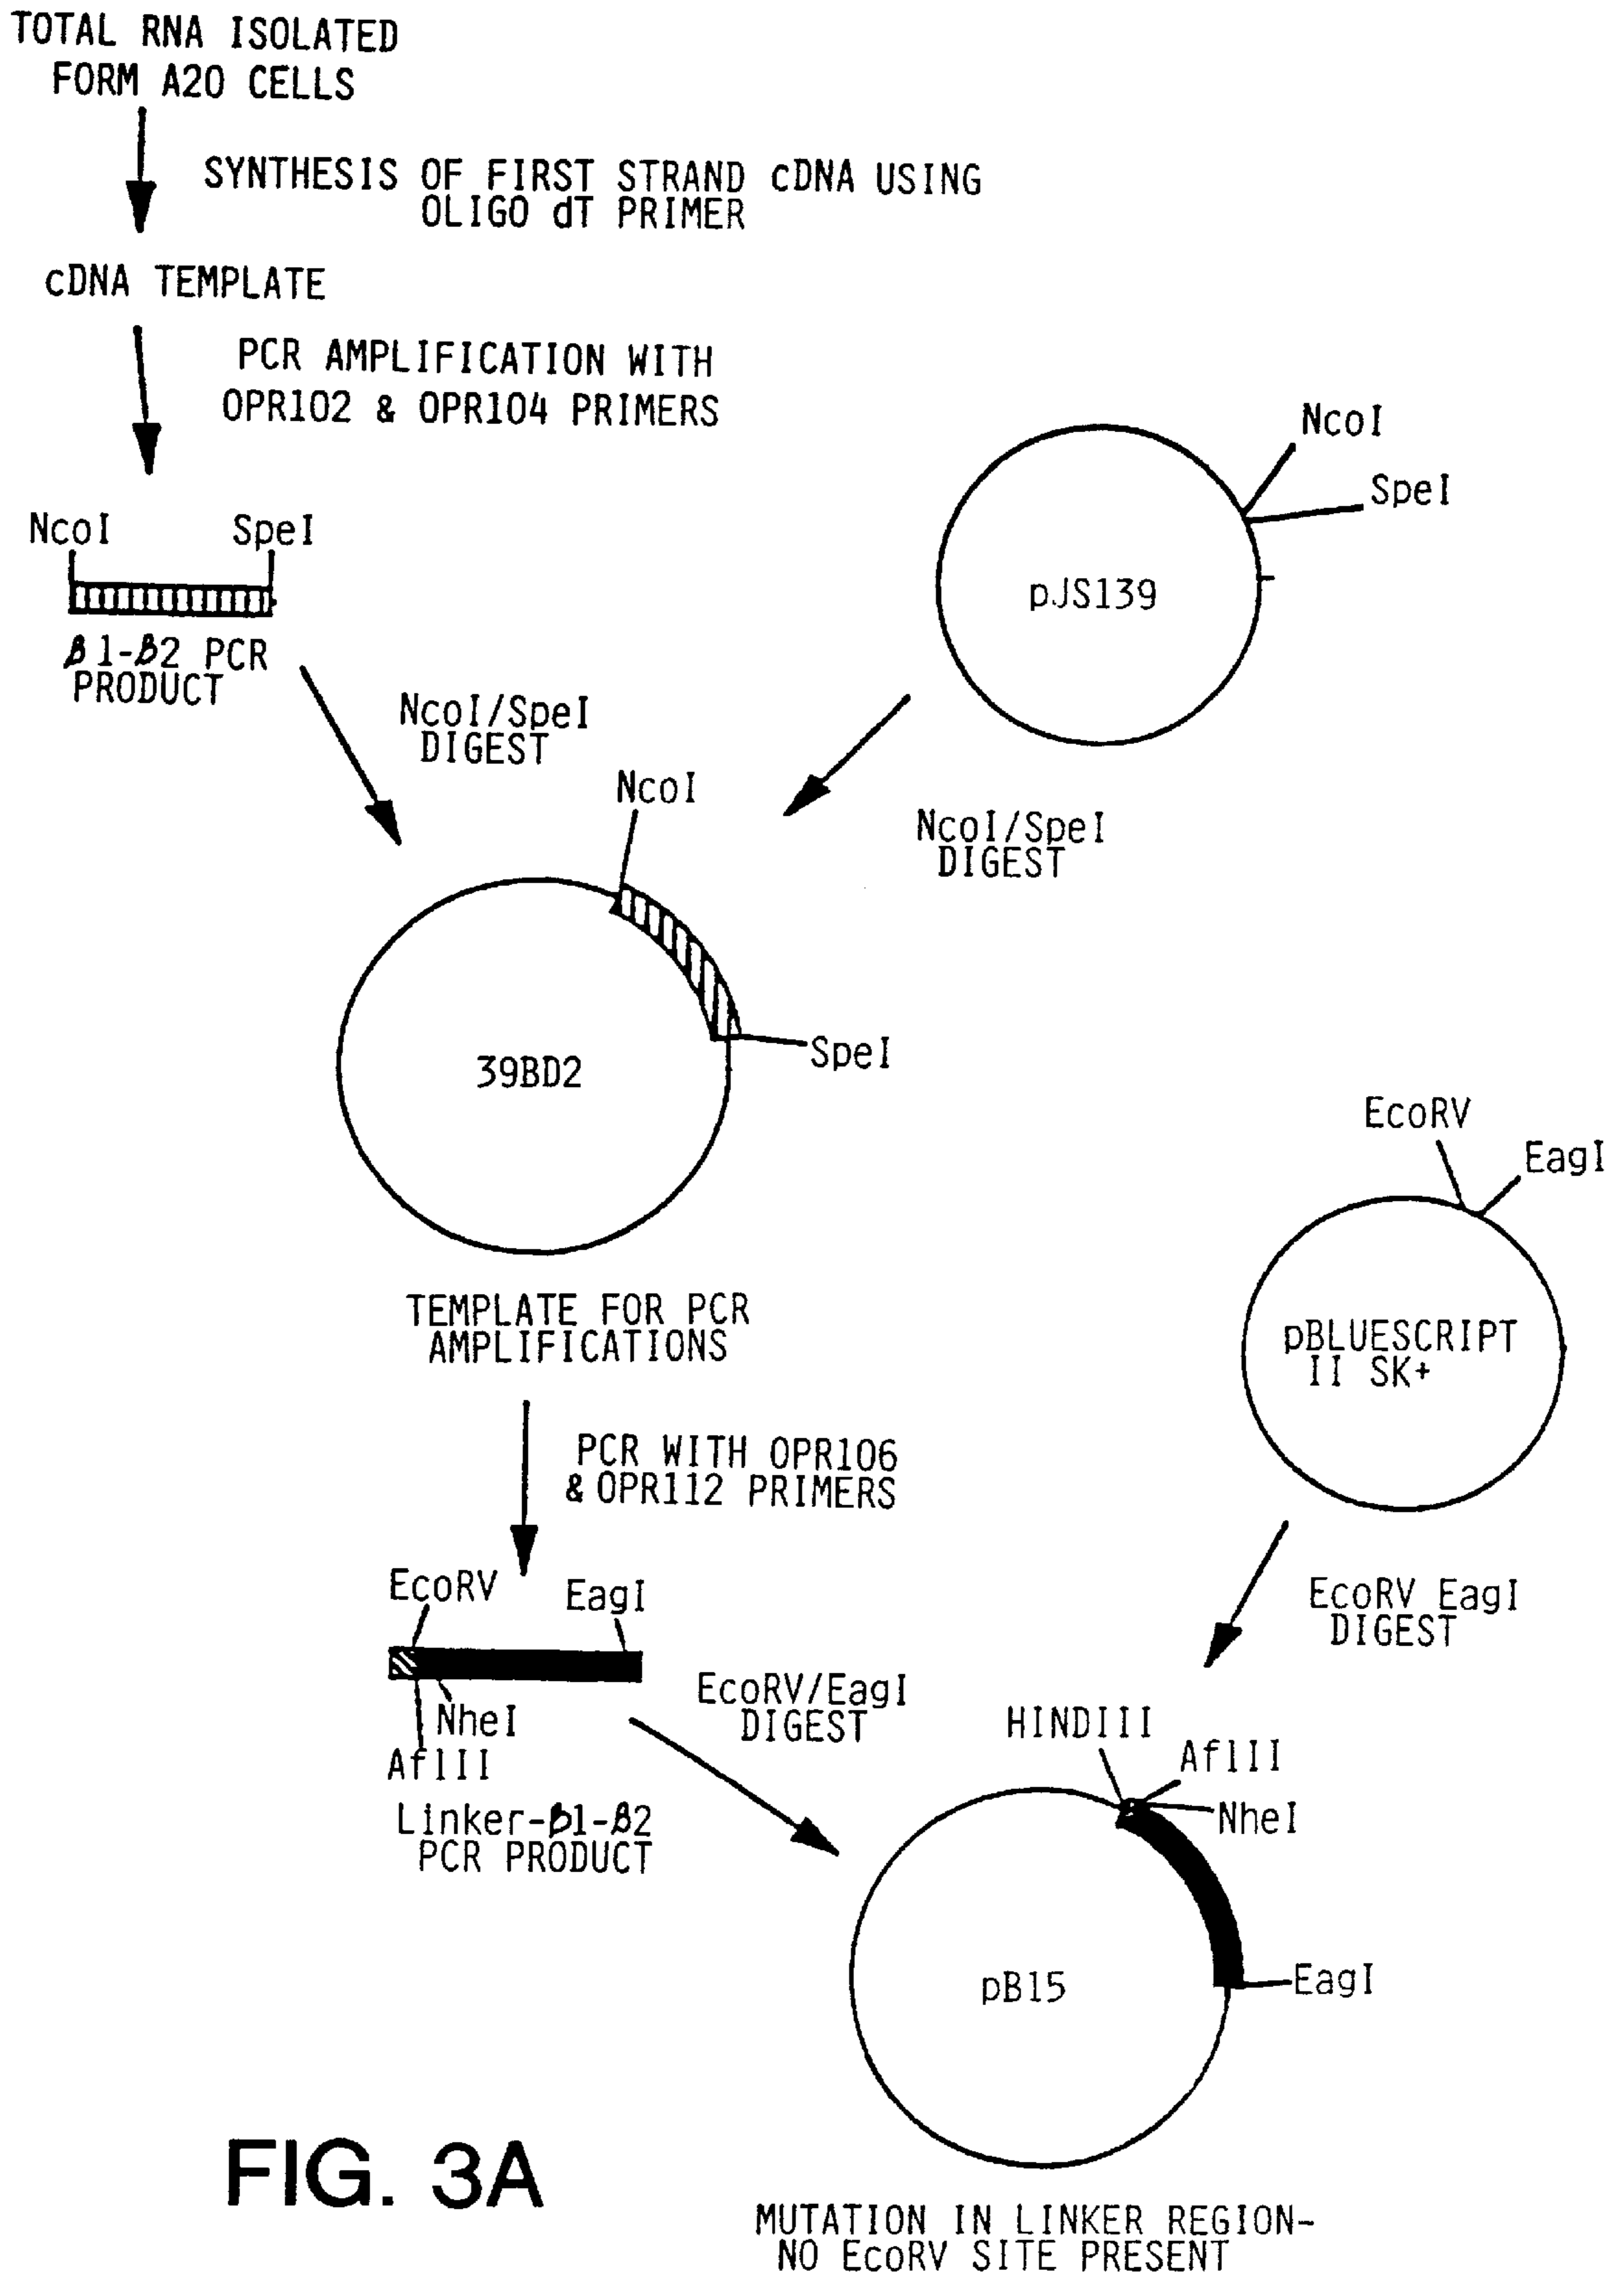 TOTAL RNA ISOLATED
FORM A20 CELLS
SYNTHESIS OF FIRST STRAND cDNA USING
OLIGO dT PRIMER
cDNA TEMPLATE
PCR AMPLIFICATION WITH
OPR102 & OPR104 PRIMERS
NcoI
SpeI
β1-β2 PCR
PRODUCT
NcoI
SpeI
pJS139
NcoI/SpeI
DIGEST
NcoI/SpeI
DIGEST
NcoI
SpeI
39BD2
TEMPLATE FOR PCR
AMPLIFICATIONS
EcoRV
EagI
pBLUESCRIPT
II SK+
PCR WITH OPR106
& OPR112 PRIMERS
EcoRV
EagI
NheI
AflII
Linker-β1-β2
PCR PRODUCT
EcoRV/EagI
DIGEST
EcoRV EagI
DIGEST
HINDIII
AflII
NheI
EagI
pB15
MUTATION IN LINKER REGION-
NO EcoRV SITE PRESENT
FIG. 3A